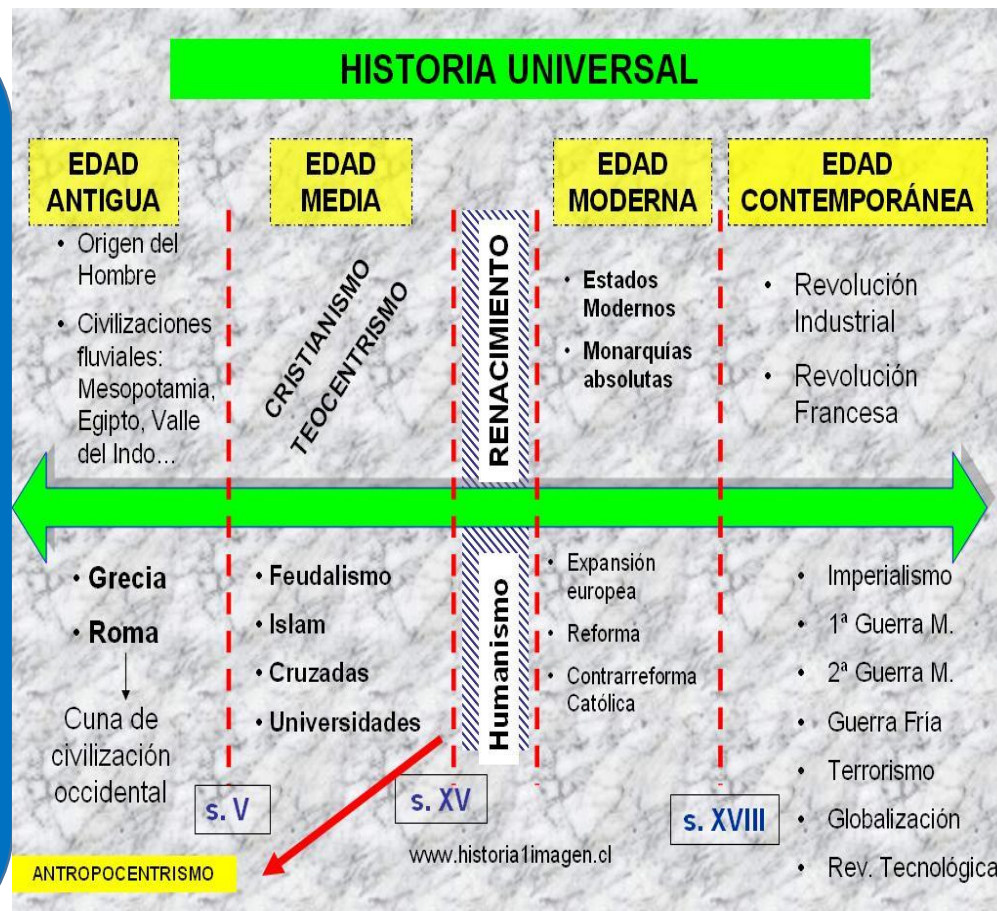 HISTORIA UNIVERSAL
EDAD
ANTIGUA
• Origen del
Hombre
• Civilizaciones
fluviales:
Mesopotamia,
Egipto, Valle
del Indo...
EDAD
MEDIA
CRISTIANISMO
TEOCENTRISMO
RENACIMIENTO
EDAD
MODERNA
• Estados
Modernos
• Monarquías
absolutas
EDAD
CONTEMPORÁNEA
• Revolución
Industrial
• Revolución
Francesa
• Grecia
• Roma
Cuna de
civilización
occidental
s. V
• Feudalismo
• Islam
• Cruzadas
• Universidades
s. XV
Humanismo
• Expansión
europea
• Reforma
• Contrarreforma
Católica
s. XVIII
• Imperialismo
• 1ª Guerra M.
• 2ª Guerra M.
• Guerra Fría
• Terrorismo
• Globalización
• Rev. Tecnológica
www.historia1imagen.cl
ANTROPOCENTRISMO